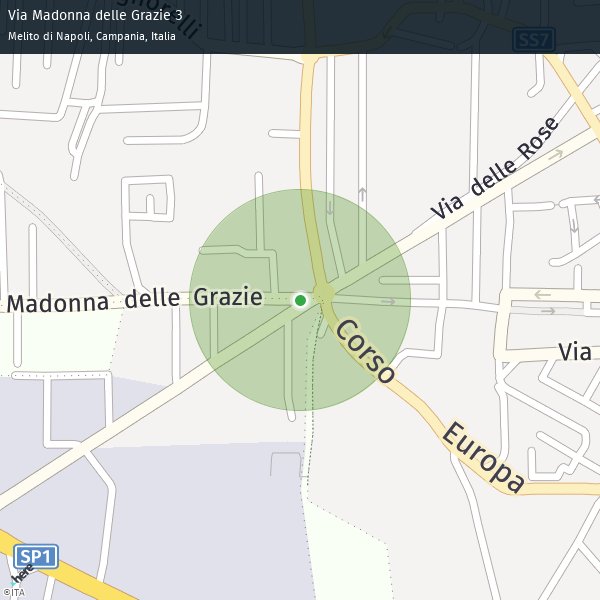 Via Madonna delle Grazie 3
Melito di Napoli, Campania, Italia
SS7
Via delle Rose
Madonna delle Grazie
Corso Europa
Via
SP1
here
©ITA